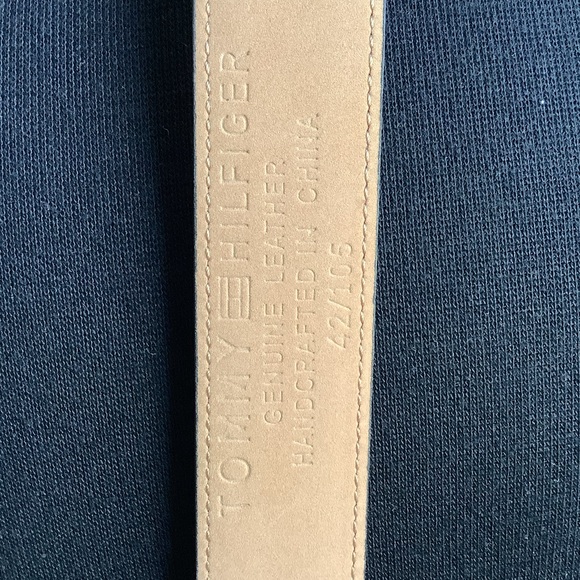 TOMMY HILFIGER
GENUINE LEATHER
HANDCRAFTED IN CHINA
42/105